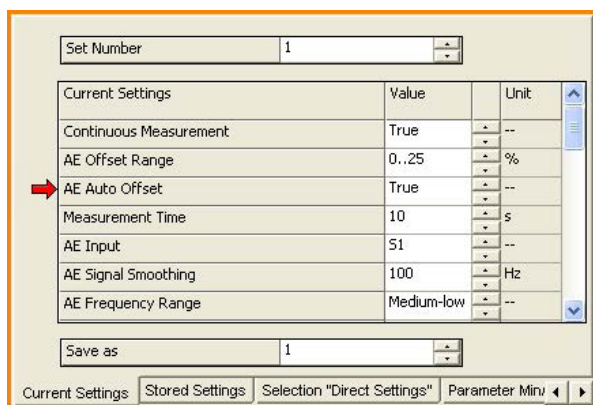 Set Number 1
Current Settings Value Unit
Continuous Measurement True --
AE Offset Range 0..25 %
AE Auto Offset True --
Measurement Time 10 s
AE Input S1 --
AE Signal Smoothing 100 Hz
AE Frequency Range Medium-low --
Save as 1
Current Settings Stored Settings Selection "Direct Settings" Parameter Min/